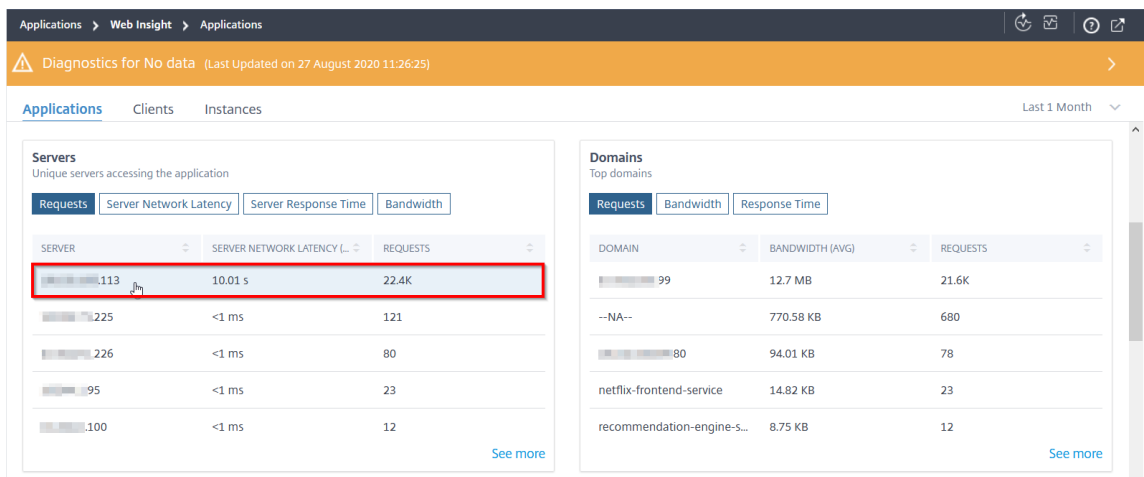 Applications > Web Insight > Applications
Diagnostics for No data (Last Updated on 27 August 2020 11:26:25)
Applications Clients Instances Last 1 Month
Servers
Unique servers accessing the application
Requests Server Network Latency Server Response Time Bandwidth
SERVER SERVER NETWORK LATENCY (... REQUESTS
.113 10.01 s 22.4K
.225 <1 ms 121
.226 <1 ms 80
95 <1 ms 23
.100 <1 ms 12
See more
Domains
Top domains
Requests Bandwidth Response Time
DOMAIN BANDWIDTH (AVG) REQUESTS
99 12.7 MB 21.6K
--NA-- 770.58 KB 680
80 94.01 KB 78
netflix-frontend-service 14.82 KB 23
recommendation-engine-s... 8.75 KB 12
See more